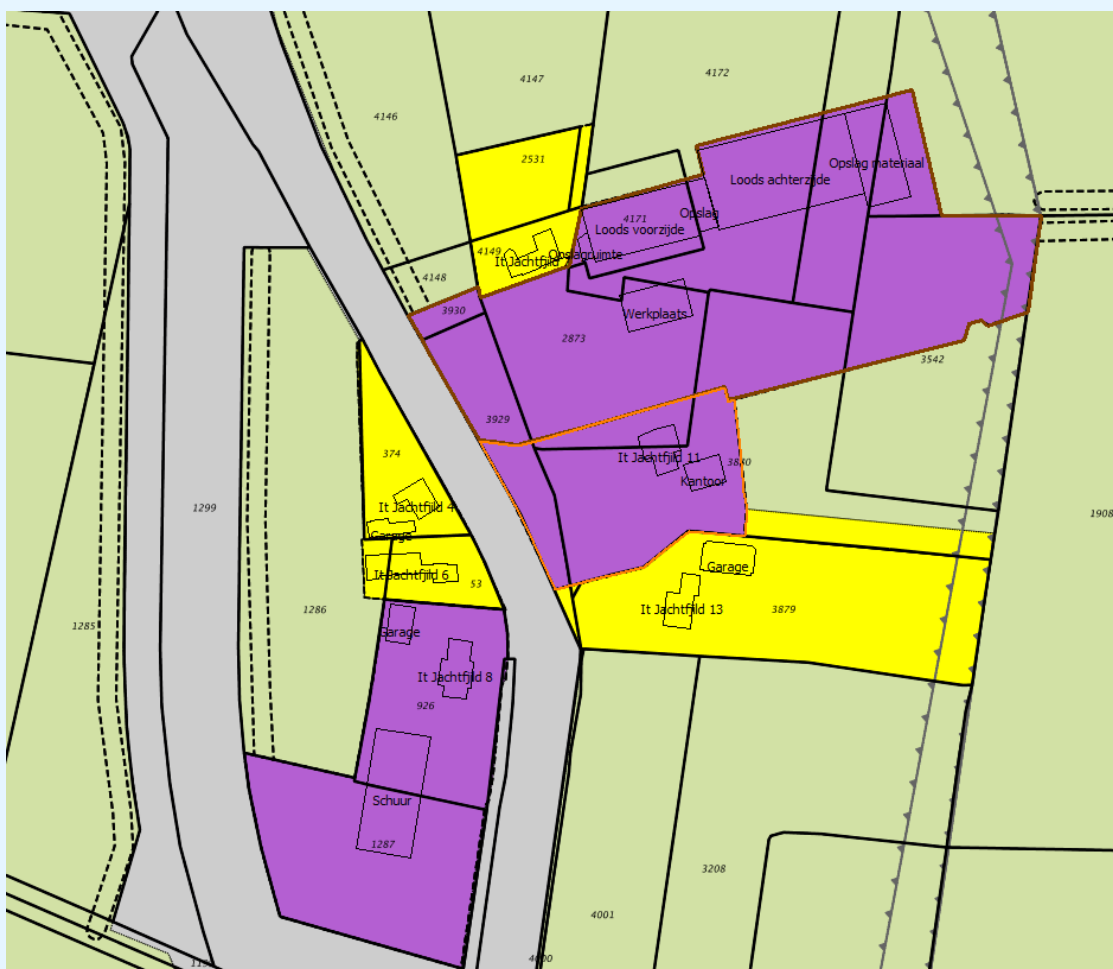 4147
4172
4146
2531
Opslag materiaal
Loods achterzijde
4171
Opslag
Loods voorzijde
4149
Opslagruimte
It Jachtfjild
4148
3930
Werkplaats
2873
3542
3929
374
It Jachtfjild 11
3880
Kantoor
1299
It Jachtfjild 4
1908
Garage
Garage
It Jachtfjild 6
53
1286
It Jachtfjild 13
3879
1285
Garage
It Jachtfjild 8
926
Schuur
1287
3208
4001
4000